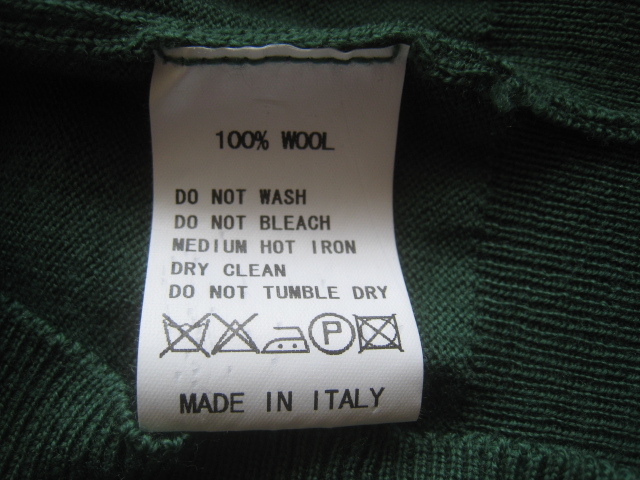 100% WOOL
DO NOT WASH
DO NOT BLEACH
MEDIUM HOT IRON
DRY CLEAN
DO NOT TUMBLE DRY
P
MADE IN ITALY